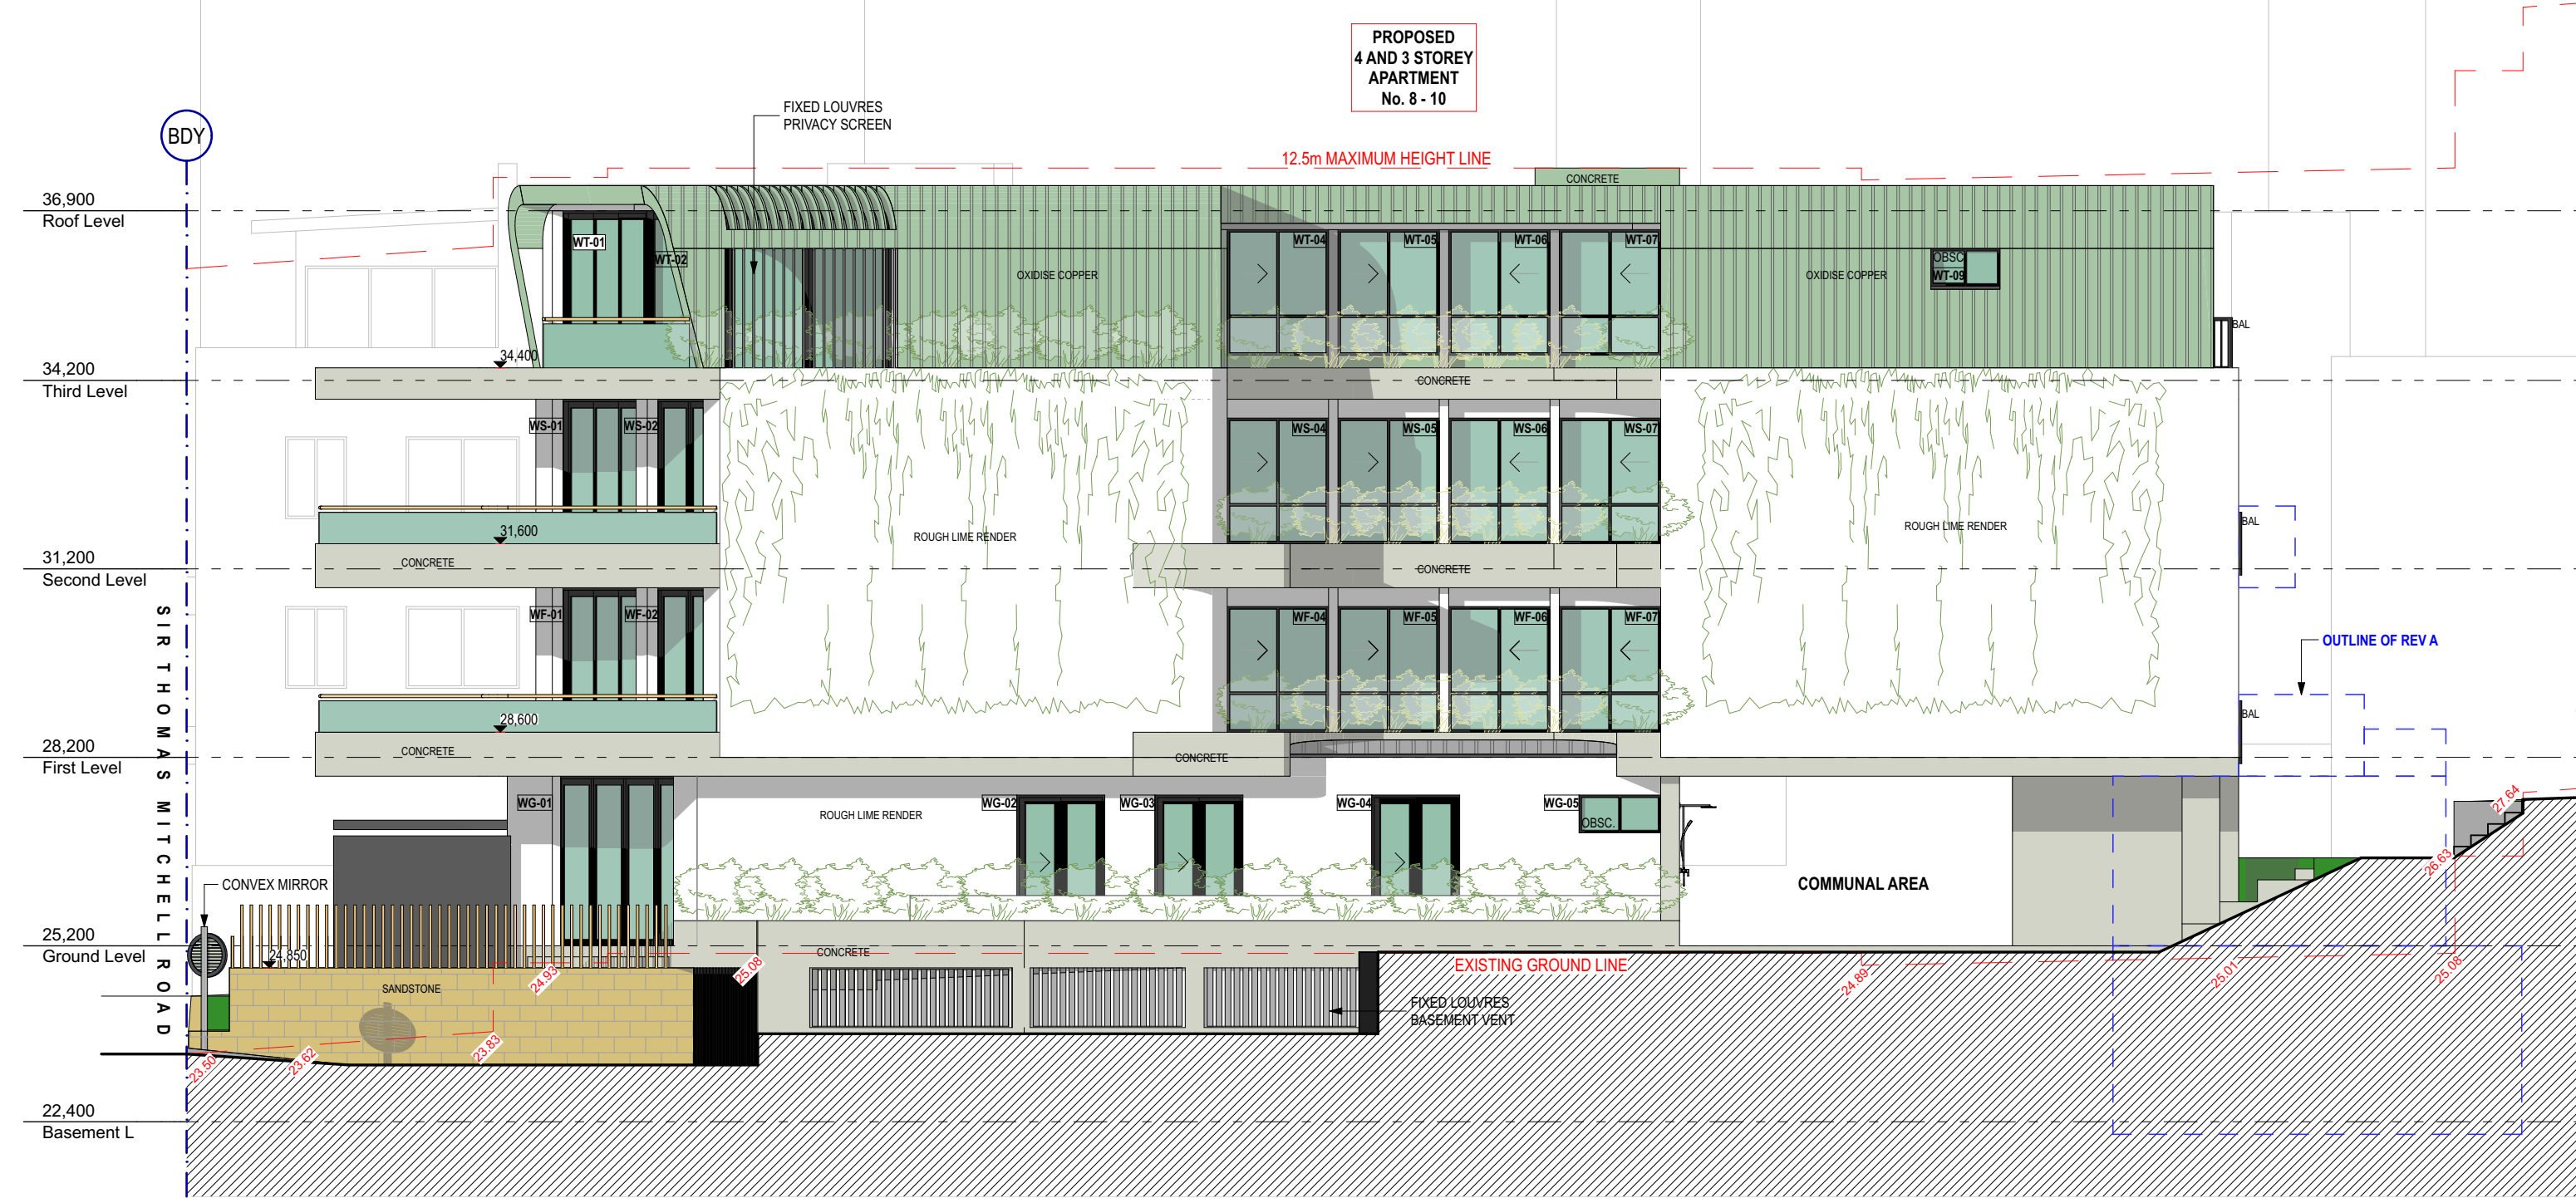 PROPOSED
4 AND 3 STOREY
APARTMENT
No. 8 - 10
FIXED LOUVRES
PRIVACY SCREEN
BDY
12.5m MAXIMUM HEIGHT LINE
CONCRETE
36,900
Roof Level
WT-01
WT-02
WT-04
WT-05
WT-06
WT-07
OBSC
WT-09
OXIDISE COPPER
OXIDISE COPPER
BAL
34,400
34,200
Third Level
CONCRETE
WS-01
WS-02
WS-04
WS-05
WS-06
WS-07
31,600
ROUGH LIME RENDER
ROUGH LIME RENDER
BAL
31,200
Second Level
CONCRETE
CONCRETE
WF-01
WF-02
WF-04
WF-05
WF-06
WF-07
OUTLINE OF REV A
28,600
BAL
28,200
First Level
CONCRETE
CONCRETE
WG-01
ROUGH LIME RENDER
WG-02
WG-03
WG-04
WG-05
OBSC.
27.64
SIR THOMAS MITCHELL ROAD
CONVEX MIRROR
COMMUNAL AREA
26.63
25,200
Ground Level
24,850
CONCRETE
EXISTING GROUND LINE
24.93
25.08
24.89
25.01
25.08
SANDSTONE
FIXED LOUVRES
BASEMENT VENT
23.50
23.62
23.83
22,400
Basement L